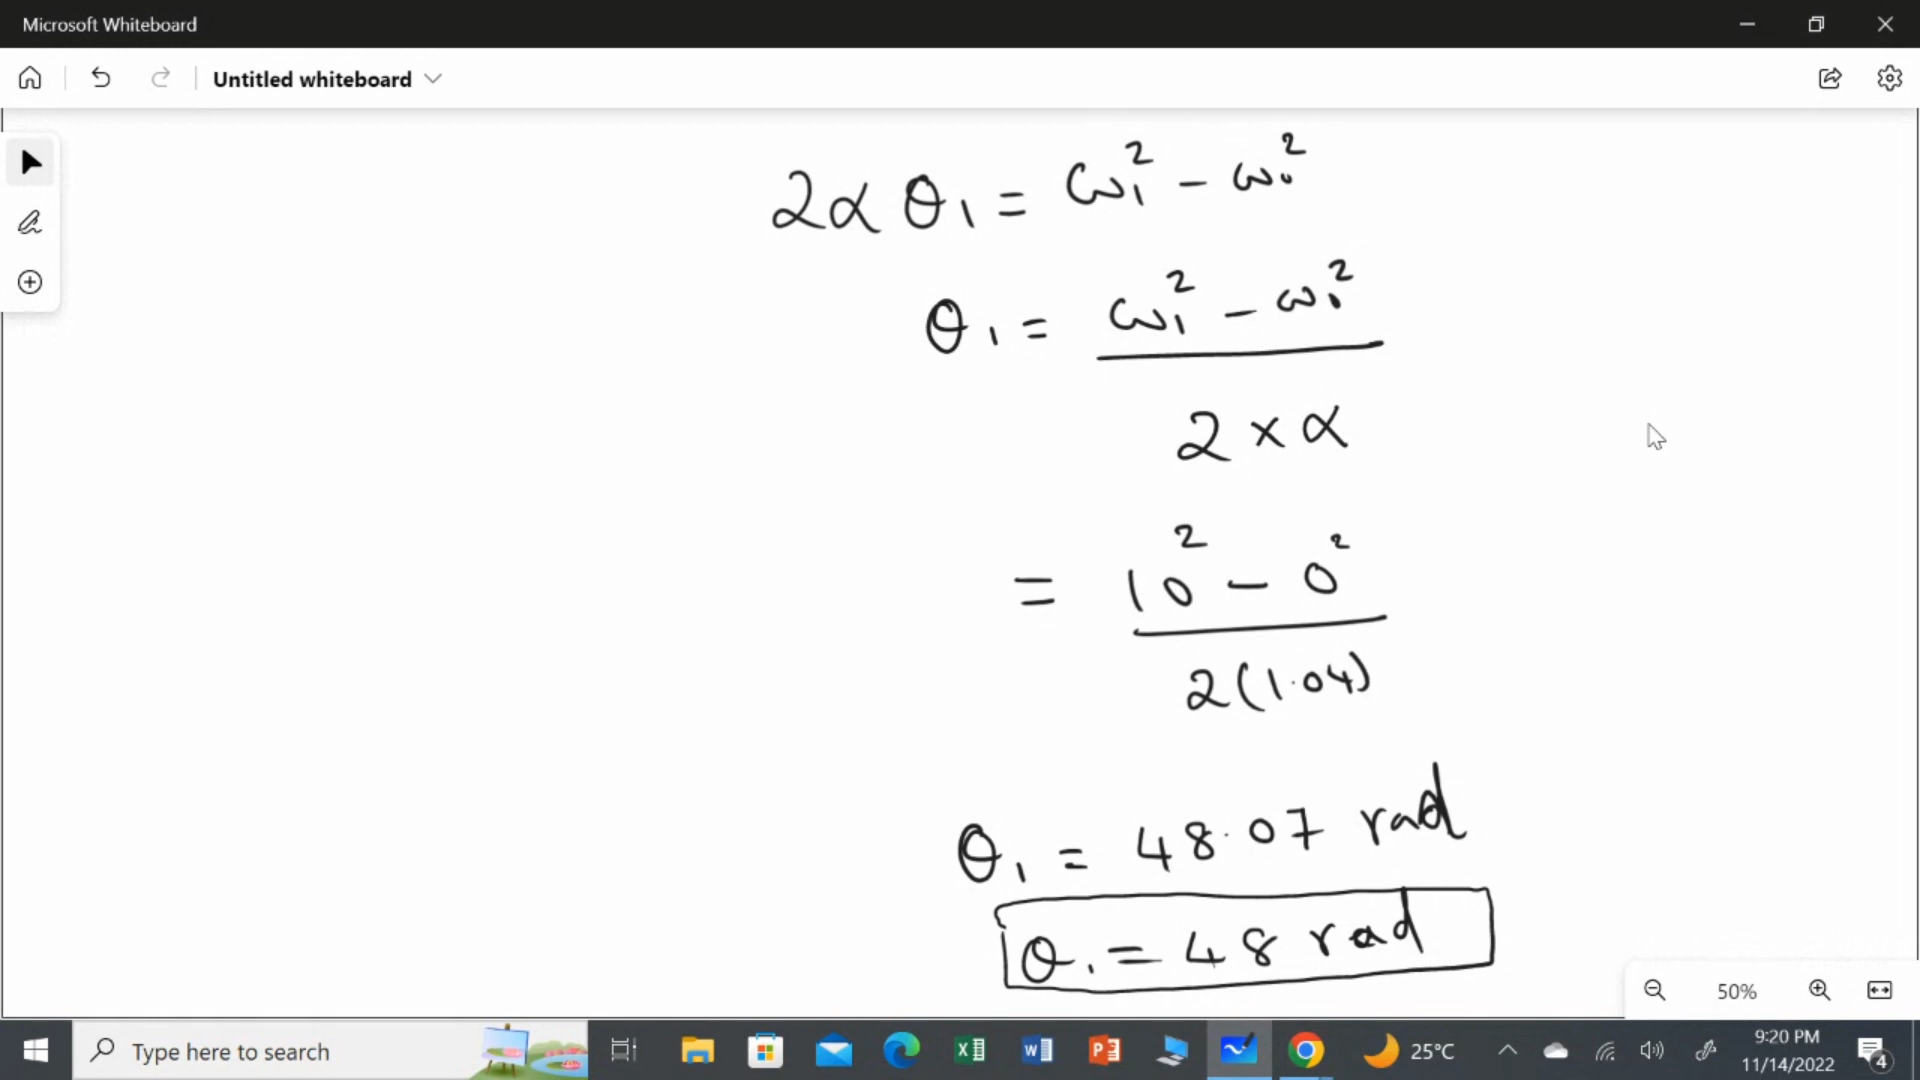 Microsoft Whiteboard
Untitled whiteboard
2α θ₁ = ω₁² - ω₀²
θ₁ = ω₁² - ω₀²
2 × α
= 10² - 0²
2(1.04)
θ₁ = 48.07 rad
θ₁ = 48 rad
50%
Type here to search
25°C
9:20 PM
11/14/2022
4